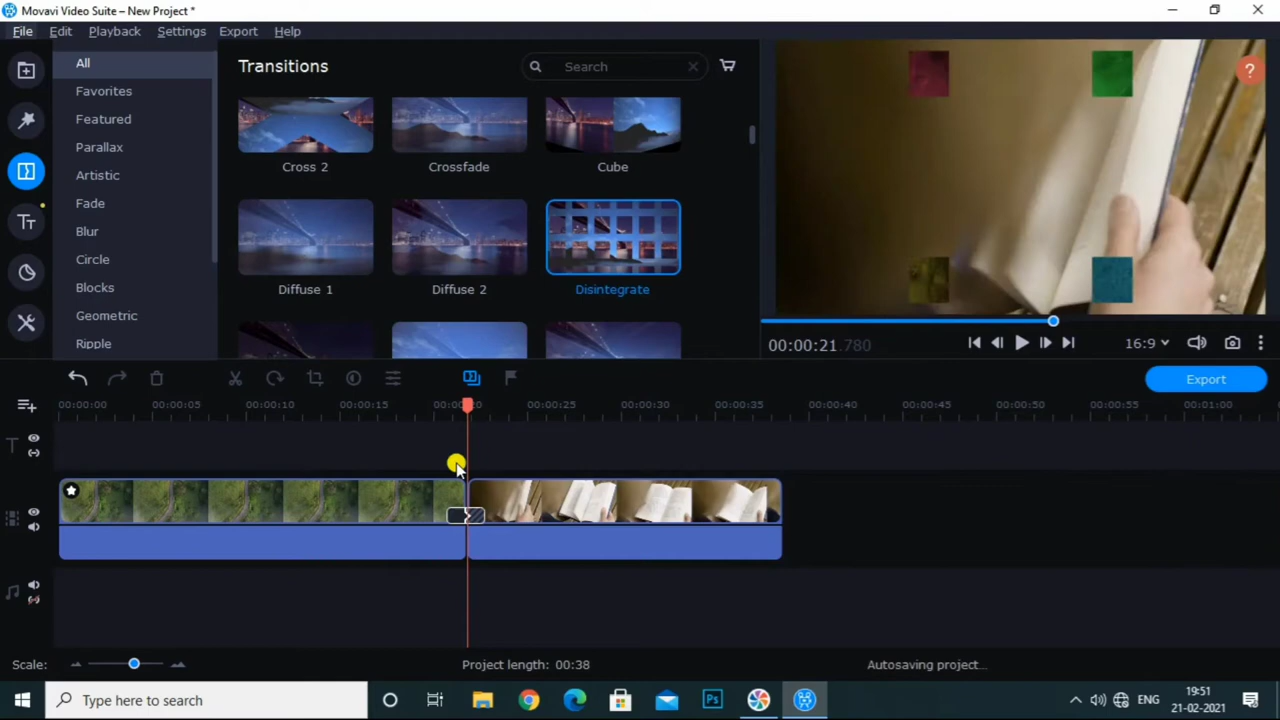 Movavi Video Suite – New Project *
File Edit Playback Settings Export Help
All
Favorites
Featured
Parallax
Artistic
Fade
Blur
Circle
Blocks
Geometric
Ripple
Transitions
Search
Cross 2 Crossfade Cube
Diffuse 1 Diffuse 2 Disintegrate
?
00:00:21.780
16:9
Export
00:00:00 00:00:05 00:00:10 00:00:15 00:00:20 00:00:25 00:00:30 00:00:35 00:00:40 00:00:45 00:00:50 00:00:55 00:01:00
Scale:
Project length: 00:38
Autosaving project...
Type here to search
Ps
ENG
19:51
21-02-2021